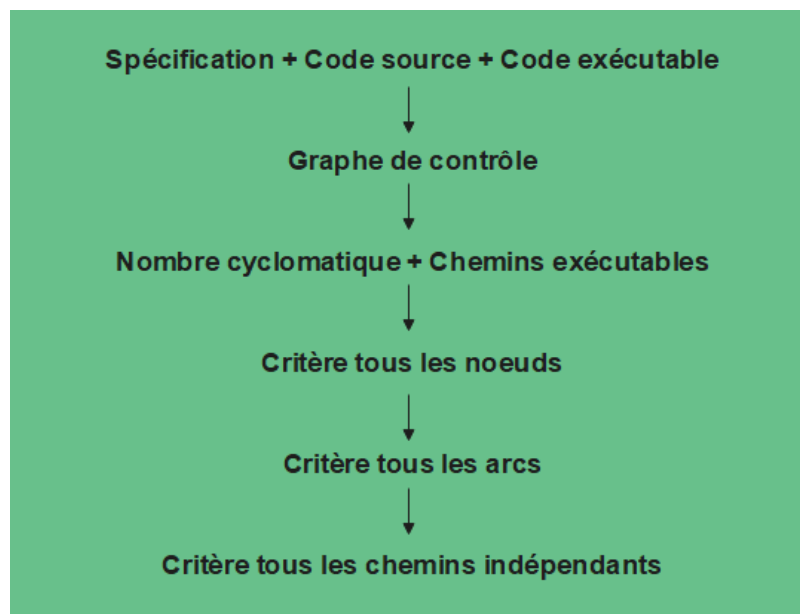 Spécification + Code source + Code exécutable
Graphe de contrôle
Nombre cyclomatique + Chemins exécutables
Critère tous les noeuds
Critère tous les arcs
Critère tous les chemins indépendants